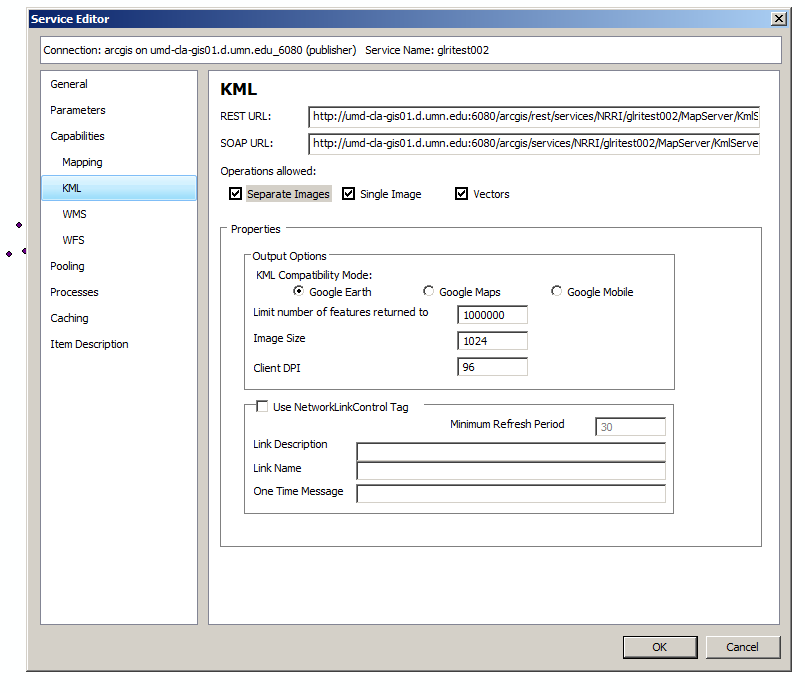 Service Editor
Connection: arcgis on umd-cla-gis01.d.umn.edu_6080 (publisher) Service Name: glritest002
General
Parameters
Capabilities
Mapping
KML
WMS
WFS
Pooling
Processes
Caching
Item Description
KML
REST URL: http://umd-cla-gis01.d.umn.edu:6080/arcgis/rest/services/NRRI/glritest002/MapServer/KmlS
SOAP URL: http://umd-cla-gis01.d.umn.edu:6080/arcgis/services/NRRI/glritest002/MapServer/KmlServe
Operations allowed:
Separate Images Single Image Vectors
Properties
Output Options
KML Compatibility Mode:
Google Earth Google Maps Google Mobile
Limit number of features returned to 1000000
Image Size 1024
Client DPI 96
Use NetworkLinkControl Tag
Minimum Refresh Period 30
Link Description
Link Name
One Time Message
OK Cancel